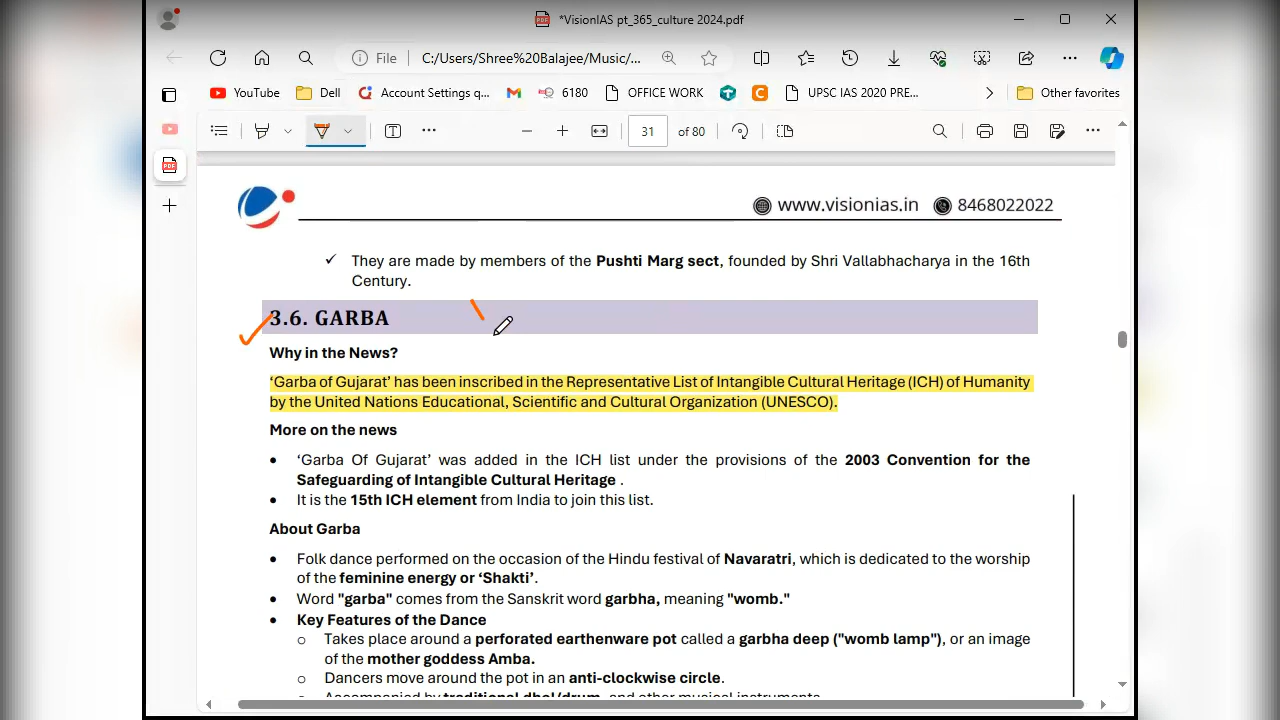 *VisionIAS pt_365_culture 2024.pdf
File C:/Users/Shree%20Balajee/Music/...
YouTube Dell Account Settings q... 6180 OFFICE WORK UPSC IAS 2020 PRE... Other favorites
31 of 80
www.visionias.in 8468022022
✓ They are made by members of the Pushti Marg sect, founded by Shri Vallabhacharya in the 16th
Century.
3.6. GARBA
Why in the News?
‘Garba of Gujarat’ has been inscribed in the Representative List of Intangible Cultural Heritage (ICH) of Humanity
by the United Nations Educational, Scientific and Cultural Organization (UNESCO).
More on the news
• ‘Garba Of Gujarat’ was added in the ICH list under the provisions of the 2003 Convention for the
Safeguarding of Intangible Cultural Heritage .
• It is the 15th ICH element from India to join this list.
About Garba
• Folk dance performed on the occasion of the Hindu festival of Navaratri, which is dedicated to the worship
of the feminine energy or ‘Shakti’.
• Word "garba" comes from the Sanskrit word garbha, meaning "womb."
• Key Features of the Dance
o Takes place around a perforated earthenware pot called a garbha deep ("womb lamp"), or an image
of the mother goddess Amba.
o Dancers move around the pot in an anti-clockwise circle.
o Accompanied by traditional dhol/drum, and other musical instruments.